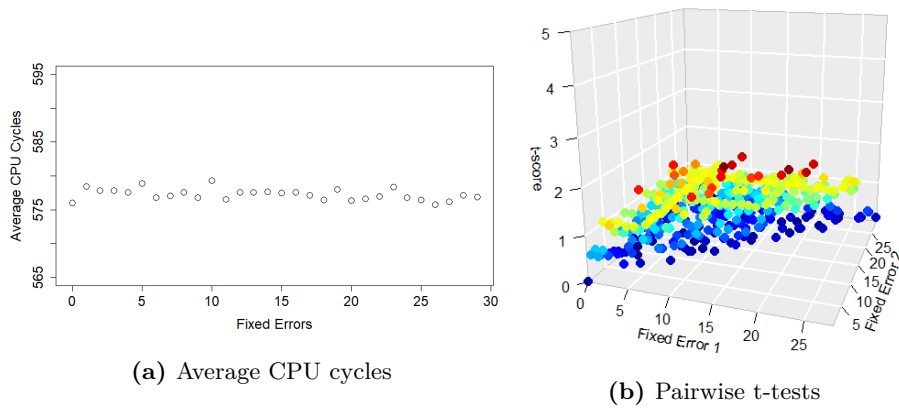 595
585
575
565
Average CPU Cycles
0 5 10 15 20 25 30
Fixed Errors
(a) Average CPU cycles
5
4
3
2
1
0
t-score
0 5 10 15 20 25
Fixed Error 1
5 10 15 20 25
Fixed Error 2
(b) Pairwise t-tests